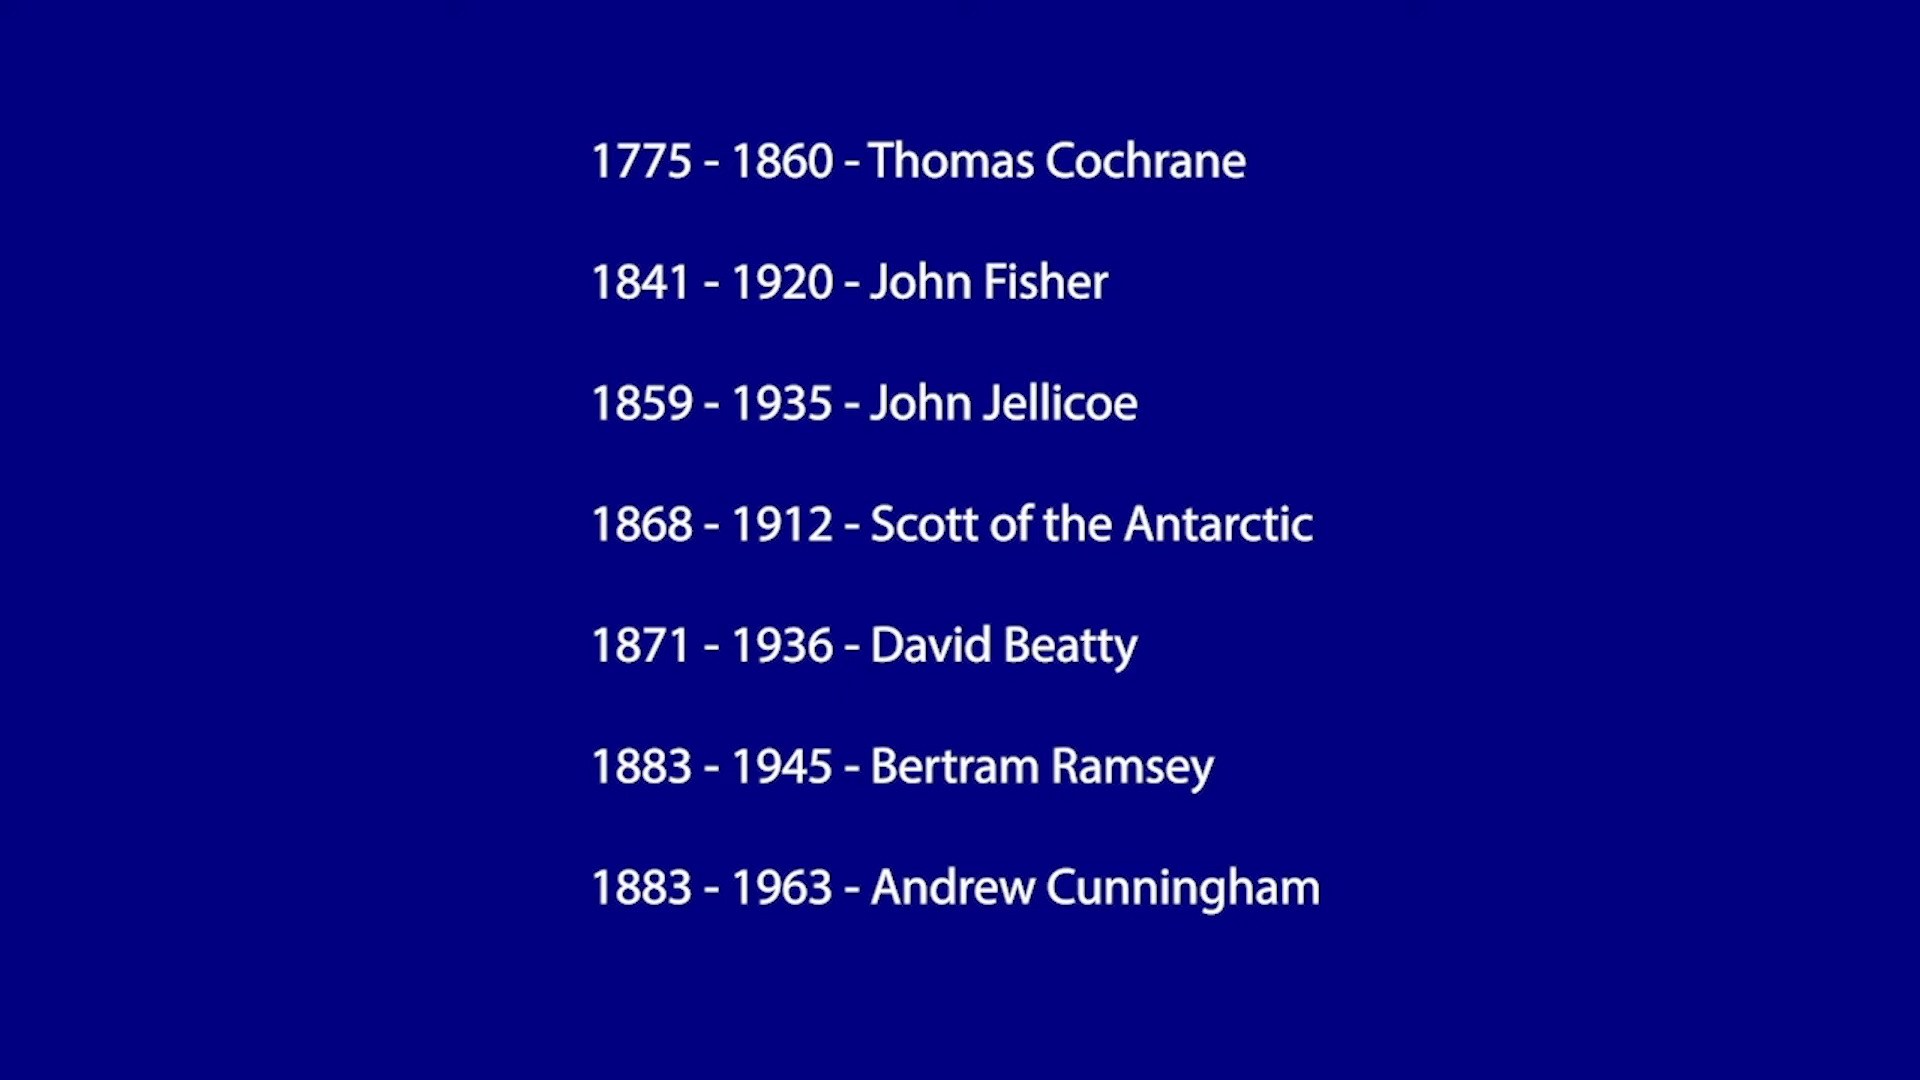 1775 - 1860 - Thomas Cochrane
1841 - 1920 - John Fisher
1859 - 1935 - John Jellicoe
1868 - 1912 - Scott of the Antarctic
1871 - 1936 - David Beatty
1883 - 1945 - Bertram Ramsey
1883 - 1963 - Andrew Cunningham